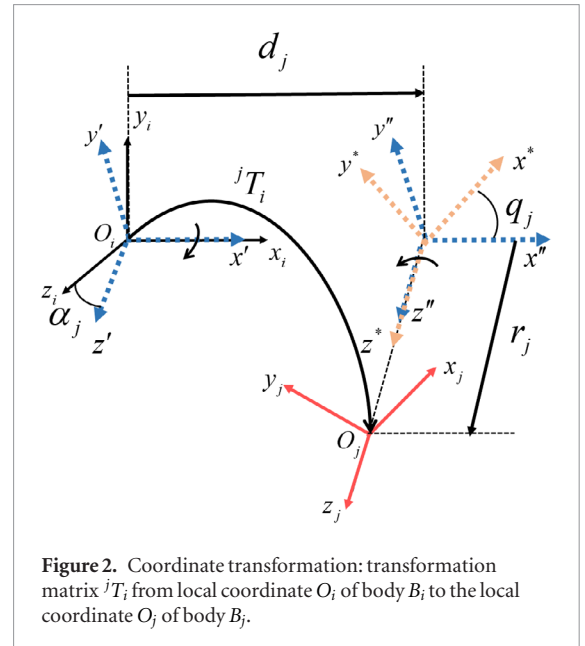 d_j
y_i
y′
y″
y*
x*
^jT_i
q_j
O_i
x′
x_i
x″
z_i
α_j
z′
z″
z*
r_j
x_j
y_j
O_j
z_j
Figure 2. Coordinate transformation: transformation
matrix ^jT_i from local coordinate O_i of body B_i to the local
coordinate O_j of body B_j.